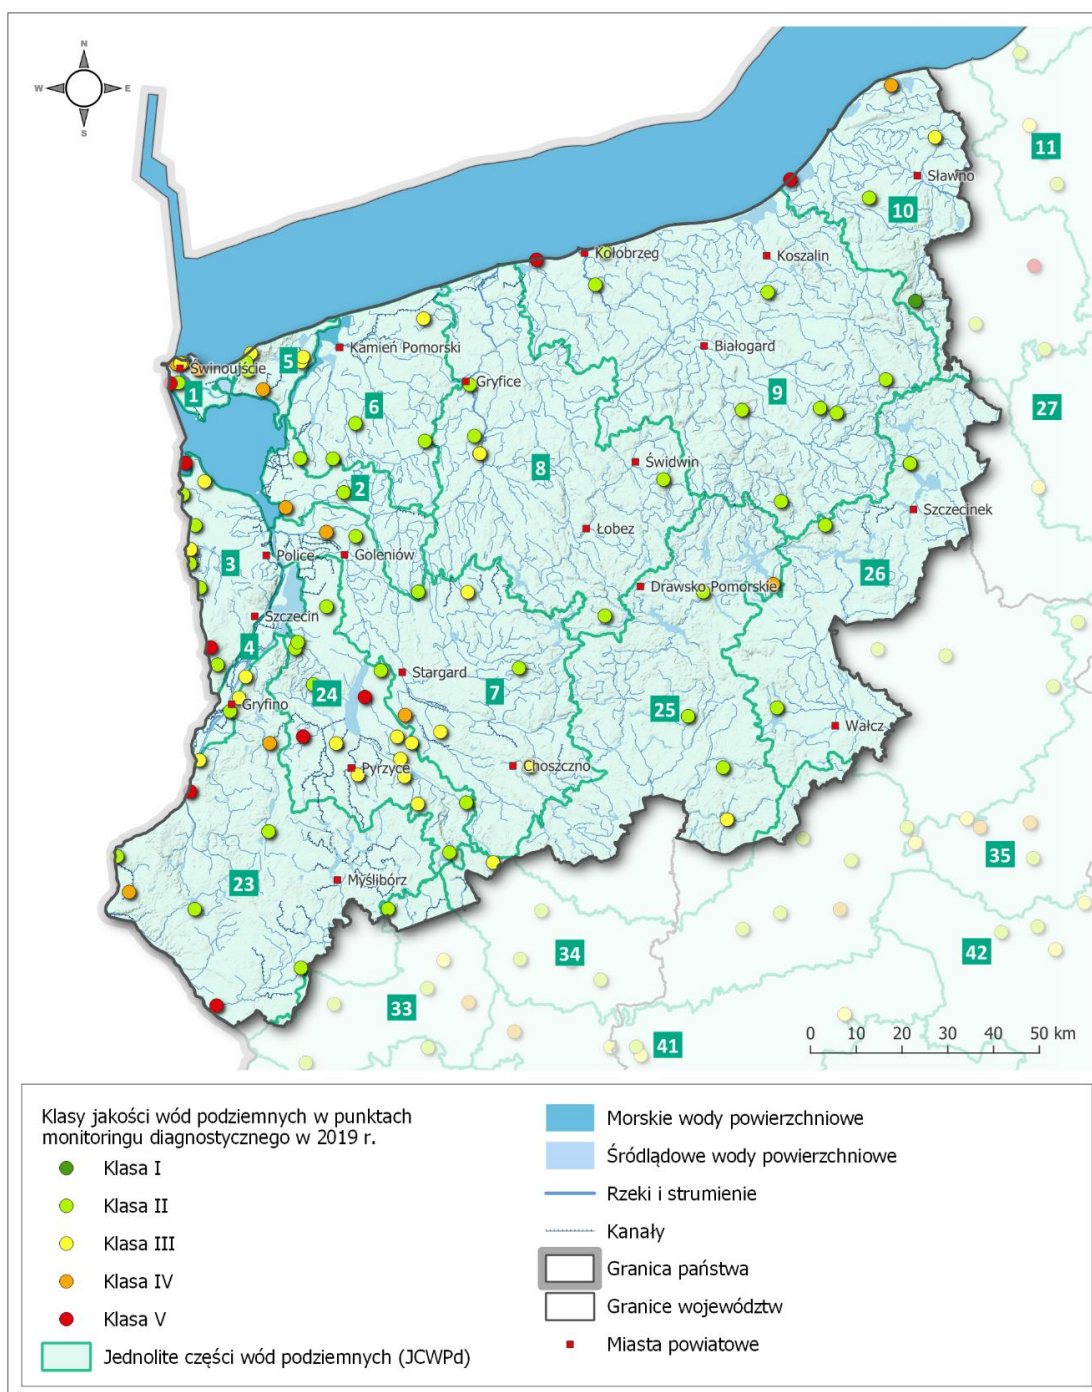 N
W E
S
11
Sławno
10
Kołobrzeg
Koszalin
Kamień Pomorski
Białogard
5
Świnoujście
1
Gryfice
27
6
9
8
Świdwin
2
Szczecinek
Łobez
Police
Goleniów
3
26
Drawsko Pomorskie
Szczecin
4
Stargard
24
7
25
Gryfino
Wałcz
Pyrzyce
Choszczno
35
23
Myślibórz
34
42
33
41
0 10 20 30 40 50 km
Klasy jakości wód podziemnych w punktach
monitoringu diagnostycznego w 2019 r.
Klasa I
Klasa II
Klasa III
Klasa IV
Klasa V
Jednolite części wód podziemnych (JCWPd)
Morskie wody powierzchniowe
Śródlądowe wody powierzchniowe
Rzeki i strumienie
Kanały
Granica państwa
Granice województw
Miasta powiatowe